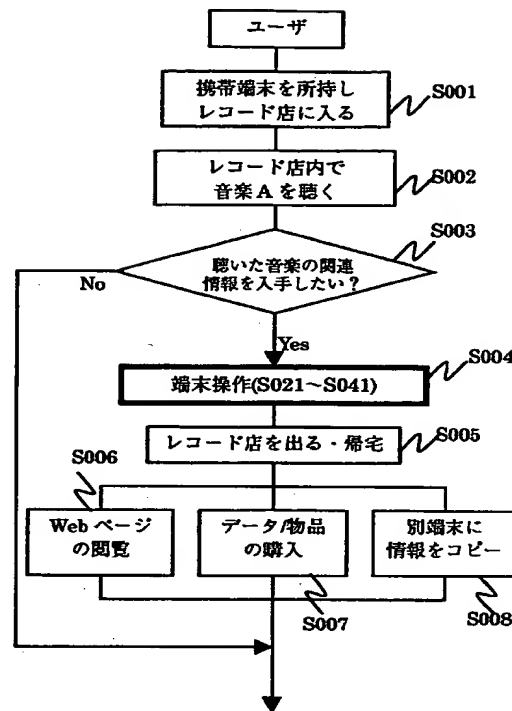 ユーザ
携帯端末を所持し
レコード店に入る
S001
レコード店内で
音楽 A を聴く
S002
S003
聴いた音楽の関連
情報を入手したい？
No
Yes
S004
端末操作(S021～S041)
レコード店を出る・帰宅
S005
S006
Web ページ
の閲覧
データ/物品
の購入
別端末に
情報をコピー
S007
S008